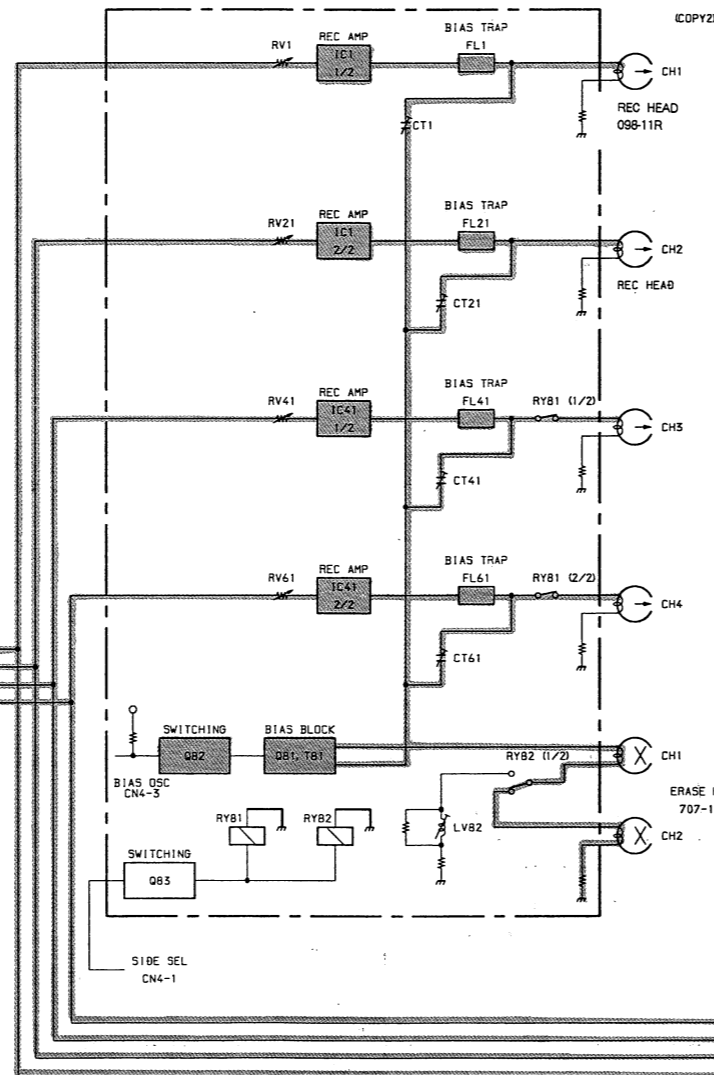 (COPY2
BIAS TRAP
FL1
REC AMP
IC1
1/2
RV1
CH1
CT1
REC HEAD
098-11R
BIAS TRAP
FL21
REC AMP
IC1
2/2
RV21
CH2
CT21
REC HEAD
BIAS TRAP
FL41
REC AMP
IC41
1/2
RV41
RY81 (1/2)
CH3
CT41
BIAS TRAP
FL61
REC AMP
IC41
2/2
RV61
RY81 (2/2)
CH4
CT61
SWITCHING
Q82
BIAS BLOCK
Q81, T81
RY82 (1/2)
CH1
BIAS OSC
CN4-3
ERASE
707-1
RY81
RY82
LV82
CH2
SWITCHING
Q83
SIDE SEL
CN4-1